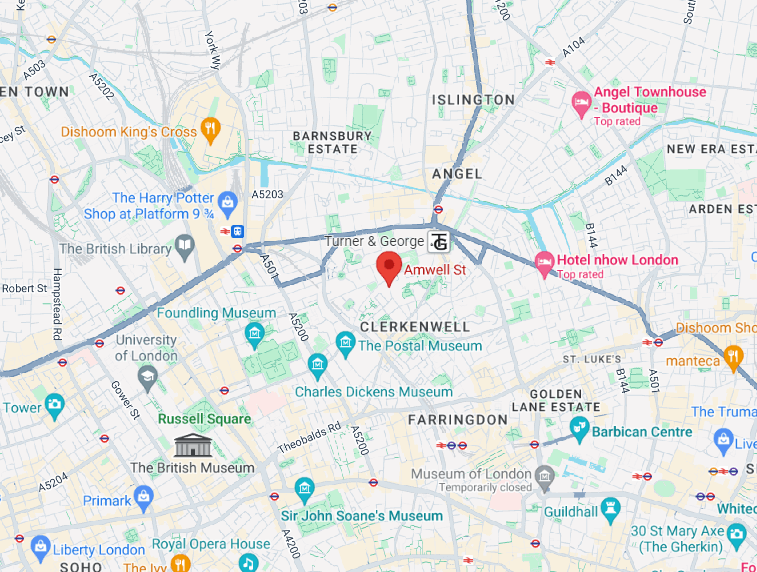 A503
A5202
York Wy
A1200
South
A104
EN TOWN
ISLINGTON
Angel Townhouse
- Boutique
Top rated
Dishoom King's Cross
BARNSBURY
ESTATE
NEW ERA ESTA
ANGEL
B144
The Harry Potter
Shop at Platform 9 ¾
A5203
ARDEN EST
The British Library
Turner & George
B144
A501
Amwell St
Hotel nhow London
Top rated
Robert St
Hampstead Rd
Foundling Museum
A5200
CLERKENWELL
The Postal Museum
Dishoom Sho
University
of London
ST. LUKE'S
manteca
B144
A501
Gower St
Charles Dickens Museum
GOLDEN
LANE ESTATE
Tower
Russell Square
FARRINGDON
The Truma
Theobalds Rd
A5200
Barbican Centre
Live
The British Museum
Museum of London
Temporarily closed
A5204
Primark
Sir John Soane's Museum
Guildhall
Whitec
30 St Mary Axe
(The Gherkin)
A4200
Liberty London
Royal Opera House
SOHO
The Ivy
Fo